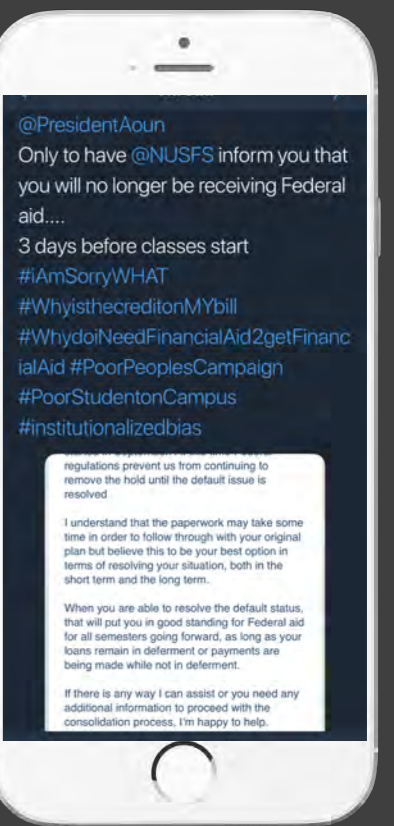 @PresidentAoun
Only to have @NUSFS inform you that
you will no longer be receiving Federal
aid....
3 days before classes start
#iAmSorryWHAT
#WhyisthecreditonMYbill
#WhydoiNeedFinancialAid2getFinanc
ialAid #PoorPeoplesCampaign
#PoorStudentonCampus
#institutionalizedbias
regulations prevent us from continuing to
remove the hold until the default issue is
resolved
I understand that the paperwork may take some
time in order to follow through with your original
plan but believe this to be your best option in
terms of resolving your situation, both in the
short term and the long term.
When you are able to resolve the default status,
that will put you in good standing for Federal aid
for all semesters going forward, as long as your
loans remain in deferment or payments are
being made while not in deferment.
If there is any way I can assist or you need any
additional information to proceed with the
consolidation process, I'm happy to help.